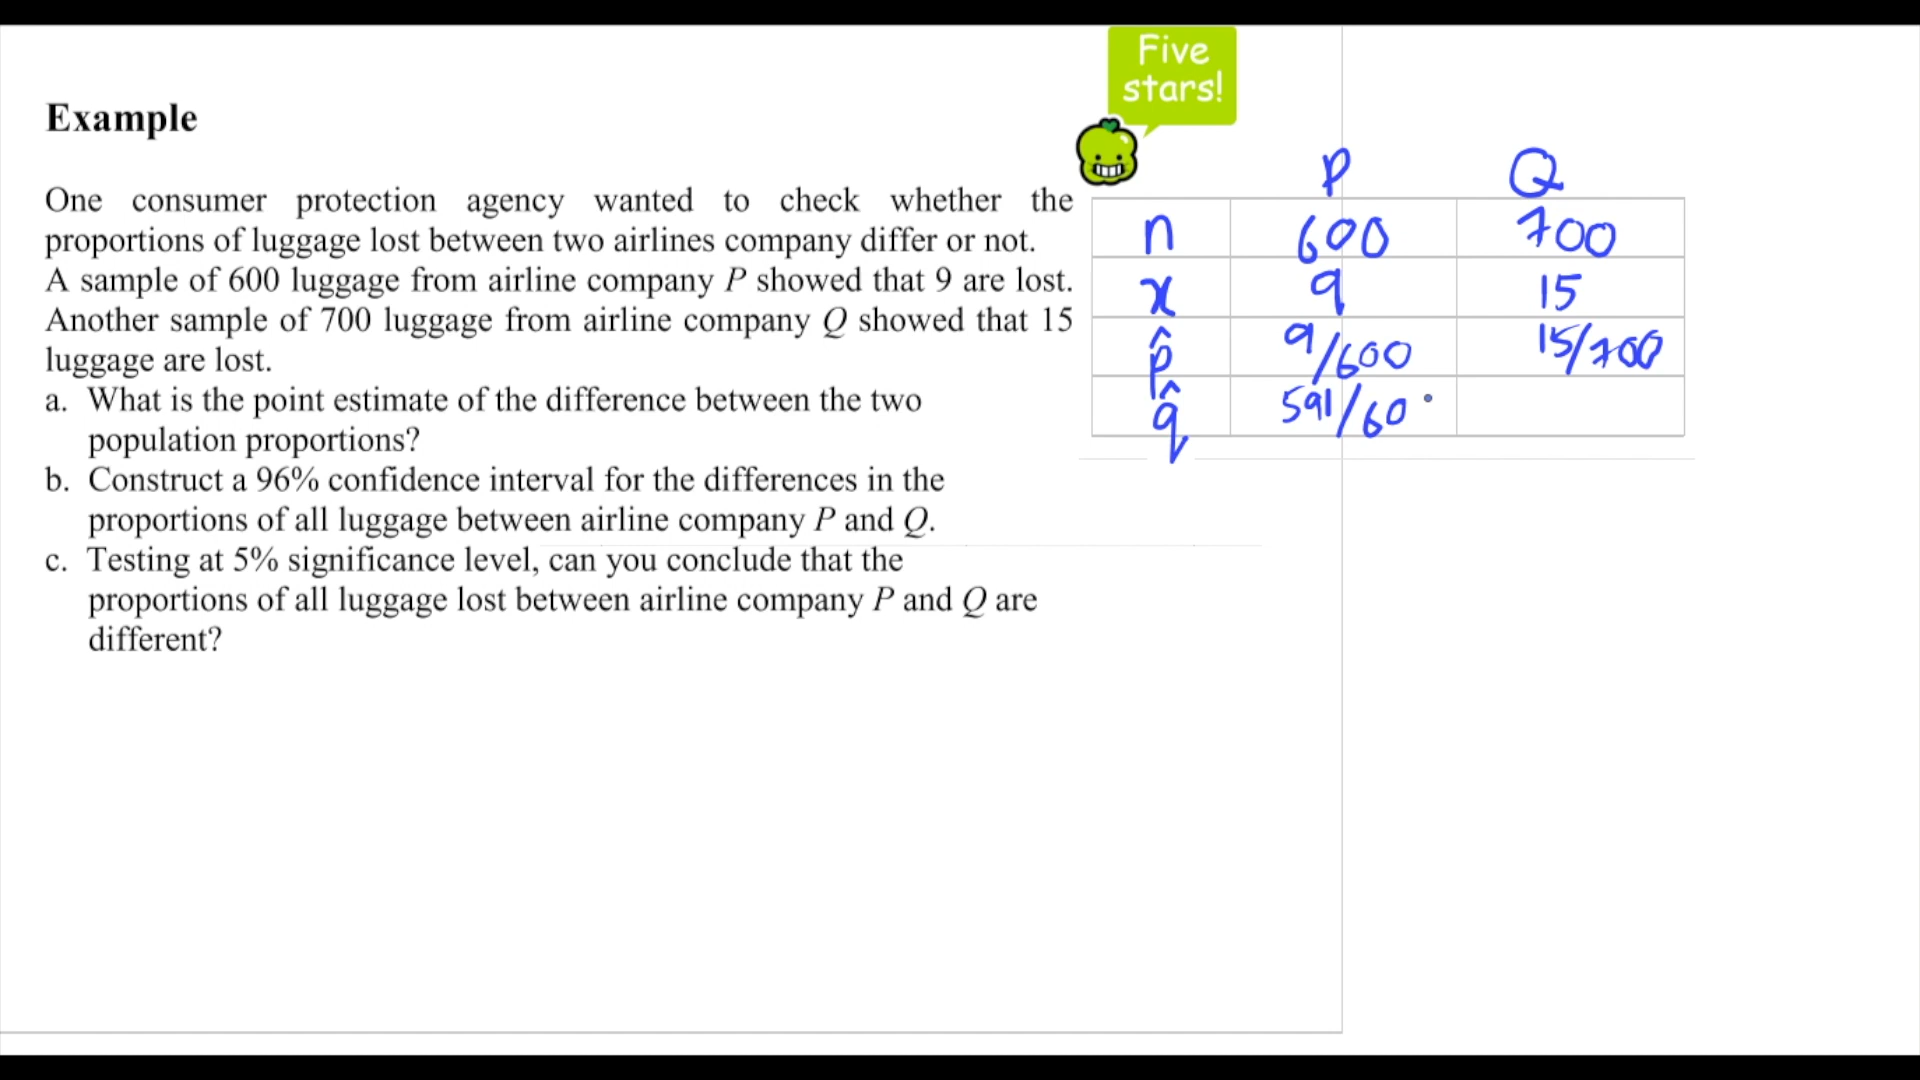 Five
stars!
Example
One consumer protection agency wanted to check whether the
proportions of luggage lost between two airlines company differ or not.
A sample of 600 luggage from airline company P showed that 9 are lost.
Another sample of 700 luggage from airline company Q showed that 15
luggage are lost.
a. What is the point estimate of the difference between the two
population proportions?
b. Construct a 96% confidence interval for the differences in the
proportions of all luggage between airline company P and Q.
c. Testing at 5% significance level, can you conclude that the
proportions of all luggage lost between airline company P and Q are
different?
P Q
n 600 700
x 9 15
p̂ 9/600 15/700
q̂ 591/60